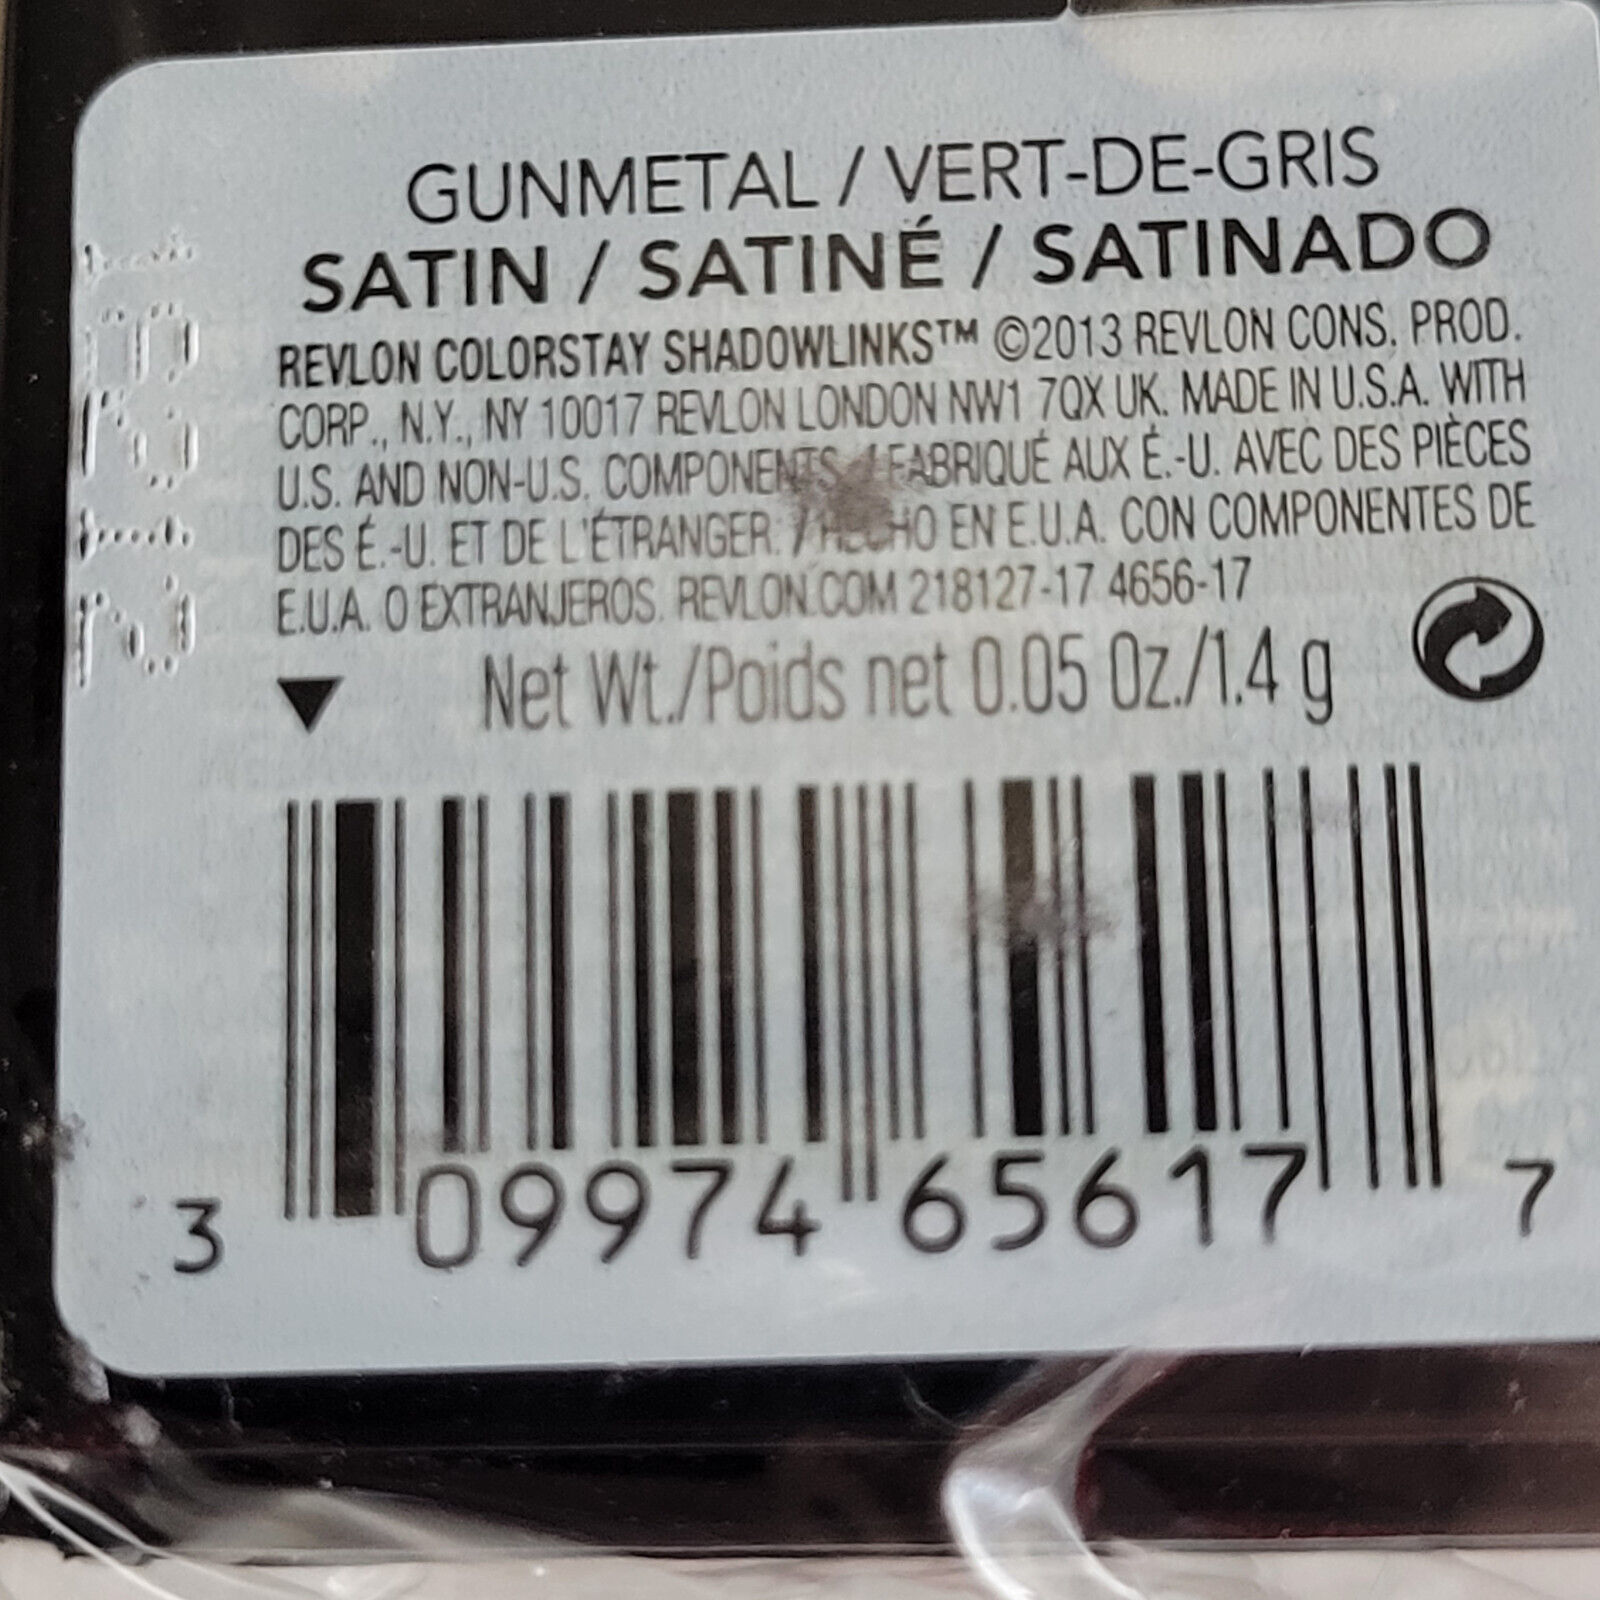 GUNMETAL / VERT-DE-GRIS
SATIN / SATINÉ / SATINADO
REVLON COLORSTAY SHADOWLINKS™ ©2013 REVLON CONS. PROD.
CORP., N.Y., NY 10017 REVLON LONDON NW1 7QX UK. MADE IN U.S.A. WITH
U.S. AND NON-U.S. COMPONENTS. / FABRIQUÉ AUX É.-U. AVEC DES PIÈCES
DES É.-U. ET DE L'ÉTRANGER. / HECHO EN E.U.A. CON COMPONENTES DE
E.U.A. O EXTRANJEROS. REVLON.COM 218127-17 4656-17
Net Wt./Poids net 0.05 Oz./1.4 g
3 09974 65617 7